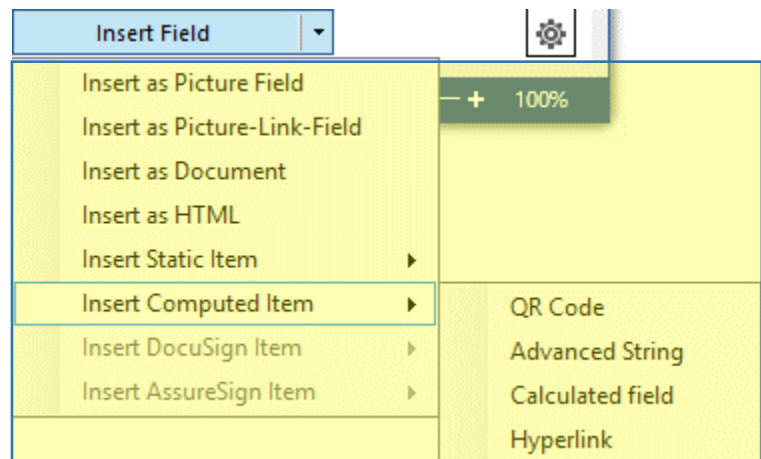 Insert Field
Insert as Picture Field
— + 100%
Insert as Picture-Link-Field
Insert as Document
Insert as HTML
Insert Static Item
Insert Computed Item
QR Code
Insert DocuSign Item
Advanced String
Insert AssureSign Item
Calculated field
Hyperlink